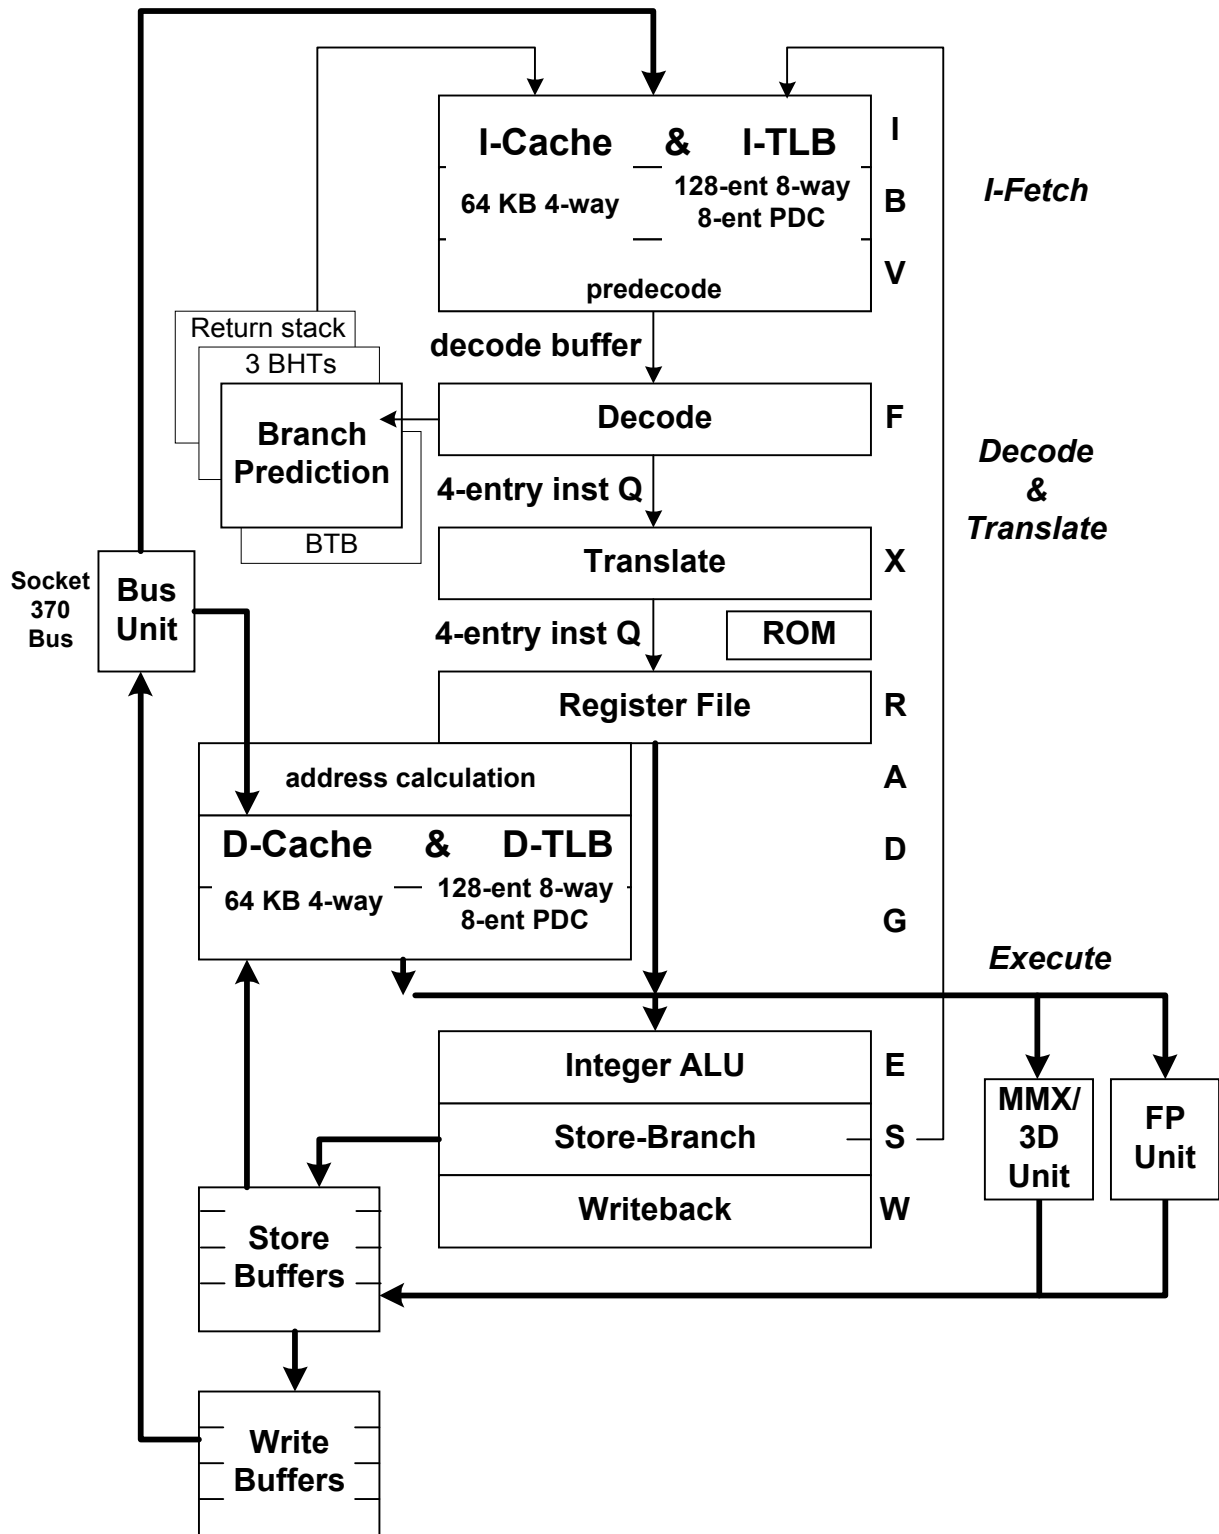 I-Cache & I-TLB
I
64 KB 4-way
128-ent 8-way
8-ent PDC
B
I-Fetch
predecode
V
decode buffer
Return stack
3 BHTs
Branch
Prediction
BTB
Decode
F
4-entry inst Q
Decode
&
Translate
Translate
X
Socket
370
Bus
Bus
Unit
4-entry inst Q
ROM
Register File
R
address calculation
A
D-Cache & D-TLB
D
64 KB 4-way
128-ent 8-way
8-ent PDC
G
Execute
Integer ALU
E
Store-Branch
S
Writeback
W
MMX/
3D
Unit
FP
Unit
Store
Buffers
Write
Buffers